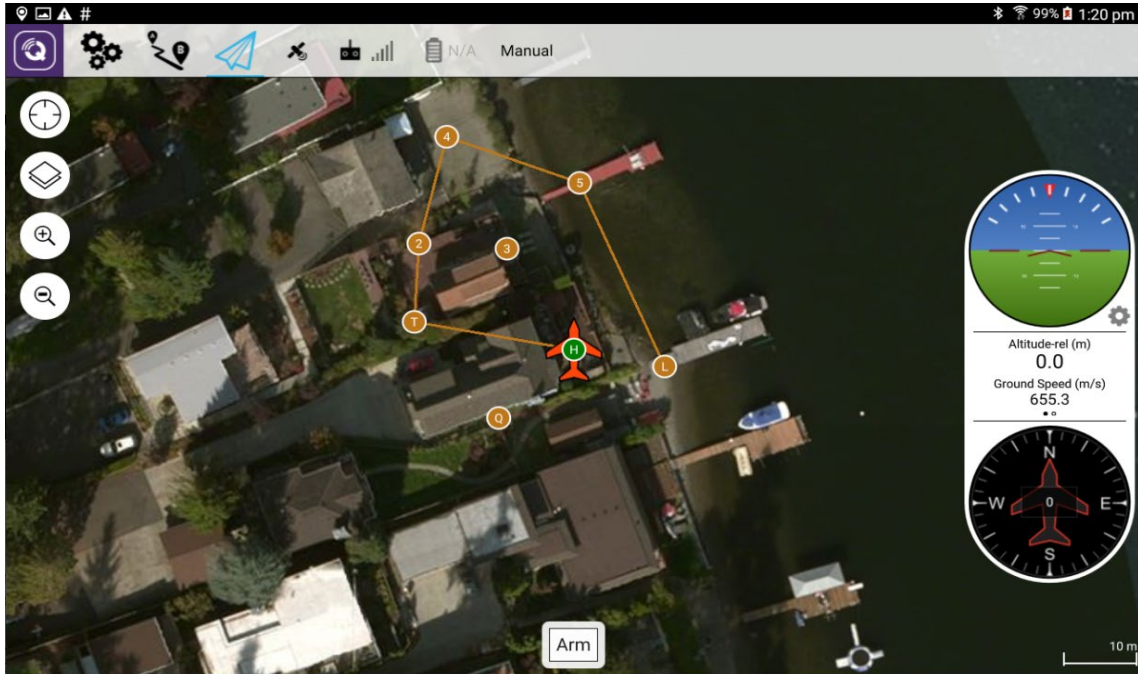 # 99% 1:20 pm
Q A B N/A Manual
4
5
2
3
T
H
L
Q
Altitude-rel (m)
0.0
Ground Speed (m/s)
655.3
N
W 0 E
S
Arm
10 m